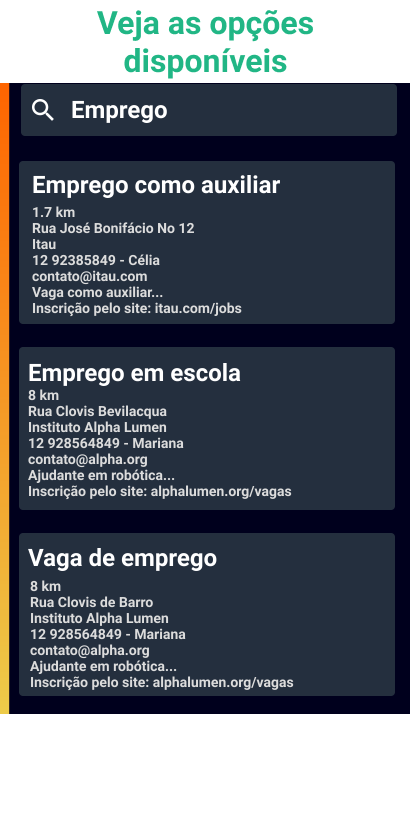 Veja as opções
disponíveis
Emprego
Emprego como auxiliar
1.7 km
Rua José Bonifácio No 12
Itau
12 92385849 - Célia
contato@itau.com
Vaga como auxiliar...
Inscrição pelo site: itau.com/jobs
Emprego em escola
8 km
Rua Clovis Bevilacqua
Instituto Alpha Lumen
12 928564849 - Mariana
contato@alpha.org
Ajudante em robótica...
Inscrição pelo site: alphalumen.org/vagas
Vaga de emprego
8 km
Rua Clovis de Barro
Instituto Alpha Lumen
12 928564849 - Mariana
contato@alpha.org
Ajudante em robótica...
Inscrição pelo site: alphalumen.org/vagas